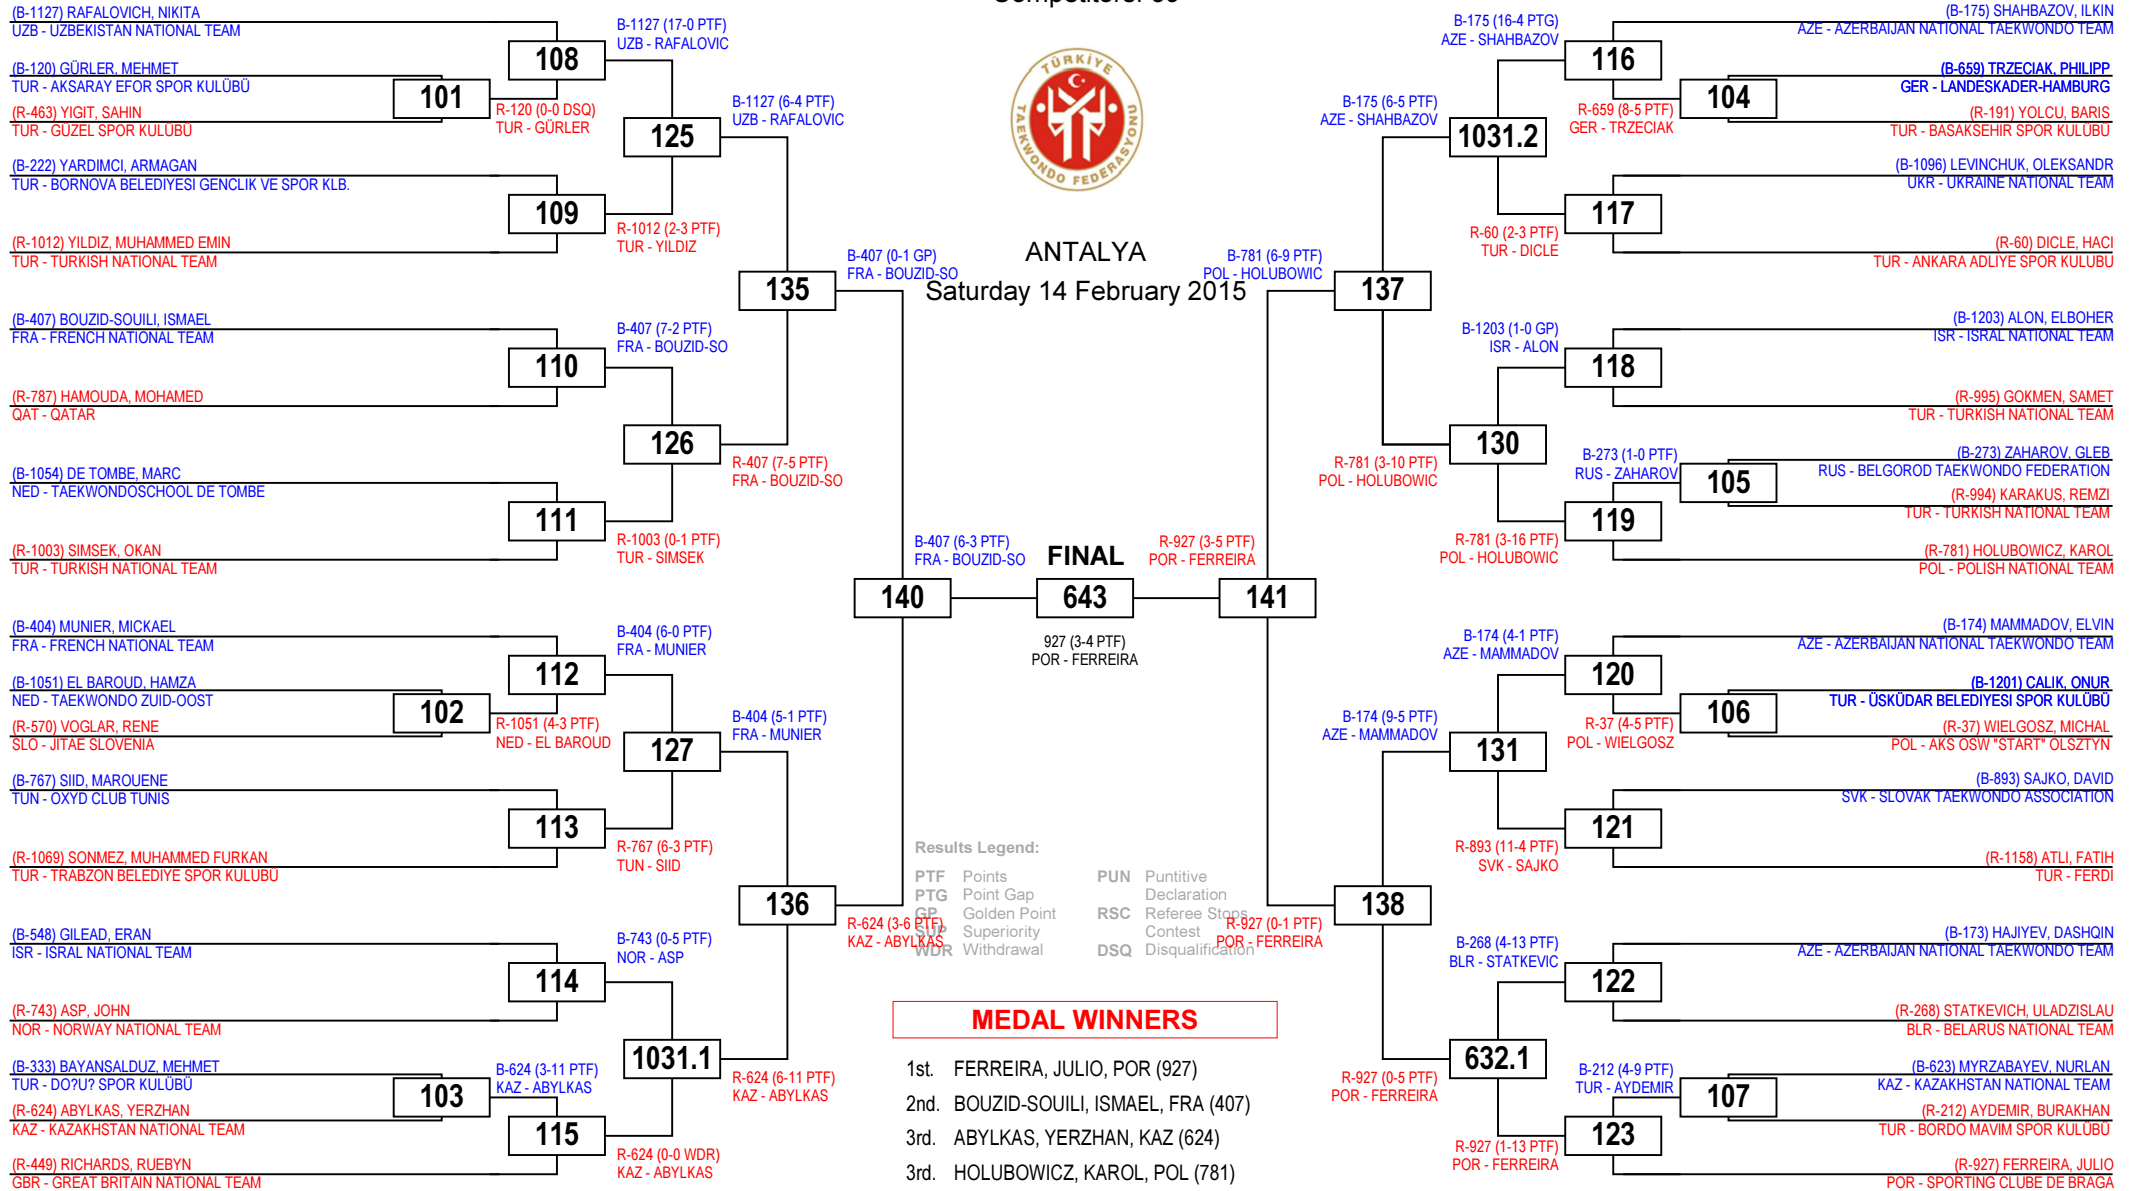 (B-1127) RAFALOVICH, NIKITA
UZB - UZBEKISTAN NATIONAL TEAM
(B-120) GÜRLER, MEHMET
TUR - AKSARAY EFOR SPOR KULÜBÜ
(R-463) YIGIT, SAHIN
TUR - GÜZEL SPOR KULÜBÜ
(B-222) YARDIMCI, ARMAGAN
TUR - BORNOVA BELEDIYESI GENCLIK VE SPOR KLB.
(R-1012) YILDIZ, MUHAMMED EMIN
TUR - TURKISH NATIONAL TEAM
(B-407) BOUZID-SOUILI, ISMAEL
FRA - FRENCH NATIONAL TEAM
(R-787) HAMOUDA, MOHAMED
QAT - QATAR
(B-1054) DE TOMBE, MARC
NED - TAEKWONDOSCHOOL DE TOMBE
(R-1003) SIMSEK, OKAN
TUR - TURKISH NATIONAL TEAM
(B-404) MUNIER, MICKAEL
FRA - FRENCH NATIONAL TEAM
(B-1051) EL BAROUD, HAMZA
NED - TAEKWONDO ZUID-OOST
(R-570) VOGLAR, RENE
SLO - JITAE SLOVENIA
(B-767) SIID, MAROUENE
TUN - OXYD CLUB TUNIS
(R-1069) SONMEZ, MUHAMMED FURKAN
TUR - TRABZON BELEDIYE SPOR KULUBÜ
(B-548) GILEAD, ERAN
ISR - ISRAL NATIONAL TEAM
(R-743) ASP, JOHN
NOR - NORWAY NATIONAL TEAM
(B-333) BAYANSALDUZ, MEHMET
TUR - DO?U? SPOR KULÜBÜ
(R-624) ABYLKAS, YERZHAN
KAZ - KAZAKHSTAN NATIONAL TEAM
(R-449) RICHARDS, RUEBYN
GBR - GREAT BRITAIN NATIONAL TEAM
101
R-120 (0-0 DSQ)
TUR - GÜRLER
102
R-1051 (4-3 PTF)
NED - EL BAROUD
103
B-624 (3-11 PTF)
KAZ - ABYLKAS
108
B-1127 (17-0 PTF)
UZB - RAFALOVIC
109
R-1012 (2-3 PTF)
TUR - YILDIZ
110
B-407 (7-2 PTF)
FRA - BOUZID-SO
111
R-1003 (0-1 PTF)
TUR - SIMSEK
112
B-404 (6-0 PTF)
FRA - MUNIER
113
R-767 (6-3 PTF)
TUN - SIID
114
B-743 (0-5 PTF)
NOR - ASP
115
R-624 (0-0 WDR)
KAZ - ABYLKAS
125
B-1127 (6-4 PTF)
UZB - RAFALOVIC
126
R-407 (7-5 PTF)
FRA - BOUZID-SO
127
B-404 (5-1 PTF)
FRA - MUNIER
1031.1
R-624 (6-11 PTF)
KAZ - ABYLKAS
135
B-407 (0-1 GP)
FRA - BOUZID-SO
136
R-624 (3-6 PTF)
KAZ - ABYLKAS
140
B-407 (6-3 PTF)
FRA - BOUZID-SO
TÜRKİYE
TAEKWONDO FEDERASYONU
ANTALYA
Saturday 14 February 2015
FINAL
643
927 (3-4 PTF)
POR - FERREIRA
R-927 (3-5 PTF)
POR - FERREIRA
141
B-781 (6-9 PTF)
POL - HOLUBOWIC
137
R-927 (0-1 PTF)
POR - FERREIRA
138
B-175 (6-5 PTF)
AZE - SHAHBAZOV
1031.2
R-781 (3-10 PTF)
POL - HOLUBOWIC
130
B-174 (9-5 PTF)
AZE - MAMMADOV
131
R-927 (0-5 PTF)
POR - FERREIRA
632.1
B-175 (16-4 PTG)
AZE - SHAHBAZOV
116
R-60 (2-3 PTF)
TUR - DICLE
117
B-1203 (1-0 GP)
ISR - ALON
118
R-781 (3-16 PTF)
POL - HOLUBOWIC
119
B-174 (4-1 PTF)
AZE - MAMMADOV
120
R-893 (11-4 PTF)
SVK - SAJKO
121
B-268 (4-13 PTF)
BLR - STATKEVIC
122
R-927 (1-13 PTF)
POR - FERREIRA
123
R-659 (8-5 PTF)
GER - TRZECIAK
104
B-273 (1-0 PTF)
RUS - ZAHAROV
105
R-37 (4-5 PTF)
POL - WIELGOSZ
106
B-212 (4-9 PTF)
TUR - AYDEMIR
107
(B-175) SHAHBAZOV, ILKIN
AZE - AZERBAIJAN NATIONAL TAEKWONDO TEAM
(B-659) TRZECIAK, PHILIPP
GER - LANDESKADER-HAMBURG
(R-191) YOLCU, BARIS
TUR - BASAKSEHIR SPOR KULÜBÜ
(B-1096) LEVINCHUK, OLEKSANDR
UKR - UKRAINE NATIONAL TEAM
(R-60) DICLE, HACI
TUR - ANKARA ADLIYE SPOR KULUBU
(B-1203) ALON, ELBOHER
ISR - ISRAL NATIONAL TEAM
(R-995) GOKMEN, SAMET
TUR - TURKISH NATIONAL TEAM
(B-273) ZAHAROV, GLEB
RUS - BELGOROD TAEKWONDO FEDERATION
(R-994) KARAKUS, REMZI
TUR - TURKISH NATIONAL TEAM
(R-781) HOLUBOWICZ, KAROL
POL - POLISH NATIONAL TEAM
(B-174) MAMMADOV, ELVIN
AZE - AZERBAIJAN NATIONAL TAEKWONDO TEAM
(B-1201) CALIK, ONUR
TUR - ÜSKÜDAR BELEDIYESI SPOR KULÜBÜ
(R-37) WIELGOSZ, MICHAL
POL - AKS OSW "START" OLSZTYN
(B-893) SAJKO, DAVID
SVK - SLOVAK TAEKWONDO ASSOCIATION
(R-1158) ATLI, FATIH
TUR - FERDI
(B-173) HAJIYEV, DASHQIN
AZE - AZERBAIJAN NATIONAL TAEKWONDO TEAM
(R-268) STATKEVICH, ULADZISLAU
BLR - BELARUS NATIONAL TEAM
(B-623) MYRZABAYEV, NURLAN
KAZ - KAZAKHSTAN NATIONAL TEAM
(R-212) AYDEMIR, BURAKHAN
TUR - BORDO MAVIM SPOR KULÜBÜ
(R-927) FERREIRA, JULIO
POR - SPORTING CLUBE DE BRAGA
Results Legend:
PTF Points
PTG Point Gap
GP Golden Point
SUP Superiority
WDR Withdrawal
PUN Puntitive
Declaration
RSC Referee Stops
Contest
DSQ Disqualification
MEDAL WINNERS
1st. FERREIRA, JULIO, POR (927)
2nd. BOUZID-SOUILI, ISMAEL, FRA (407)
3rd. ABYLKAS, YERZHAN, KAZ (624)
3rd. HOLUBOWICZ, KAROL, POL (781)